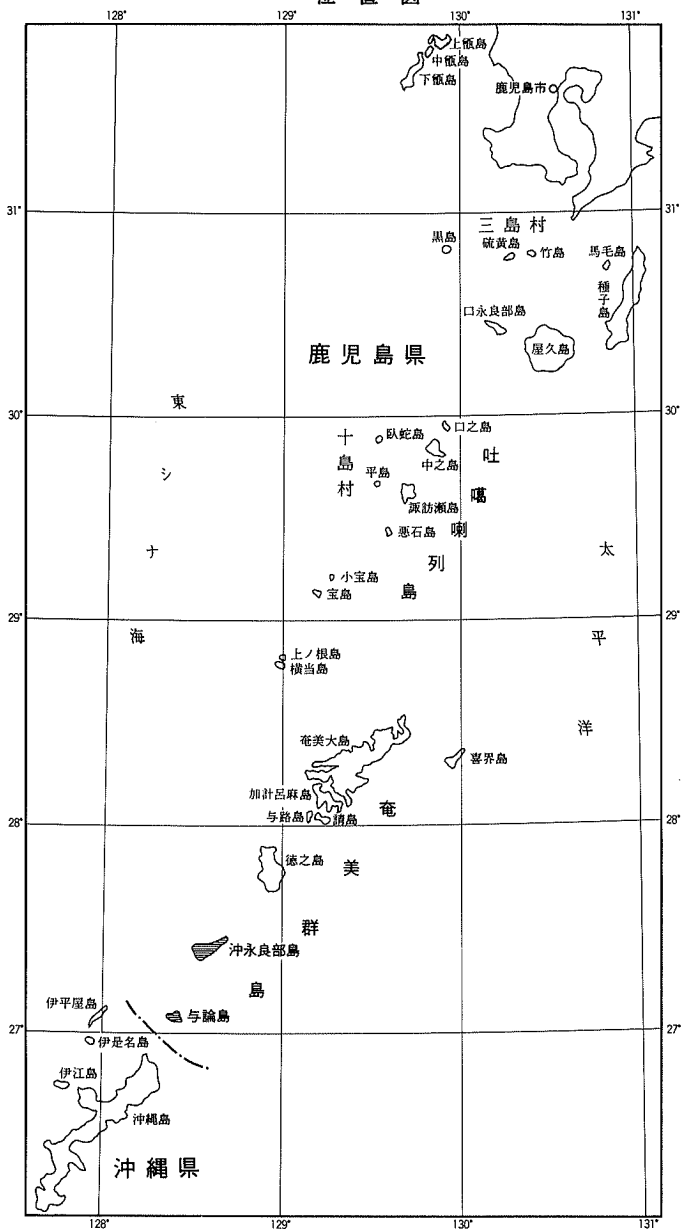 位置図
128° 129° 130° 131°
上甑島
中甑島
下甑島
鹿児島市
31° 31°
三島村
黒島
硫黄島
竹島
馬毛島
種子島
口永良部島
屋久島
鹿児島県
30° 30°
東シナ海
十島村
臥蛇島
口之島
中之島
平島
諏訪瀬島
悪石島
小宝島
宝島
吐噶喇列島
太平洋
29° 29°
上ノ根島
横当島
奄美大島
喜界島
加計呂麻島
与路島
請島
28° 28°
徳之島
奄美群島
沖永良部島
与論島
伊平屋島
27° 27°
伊是名島
伊江島
沖縄島
沖縄県
128° 129° 130° 131°